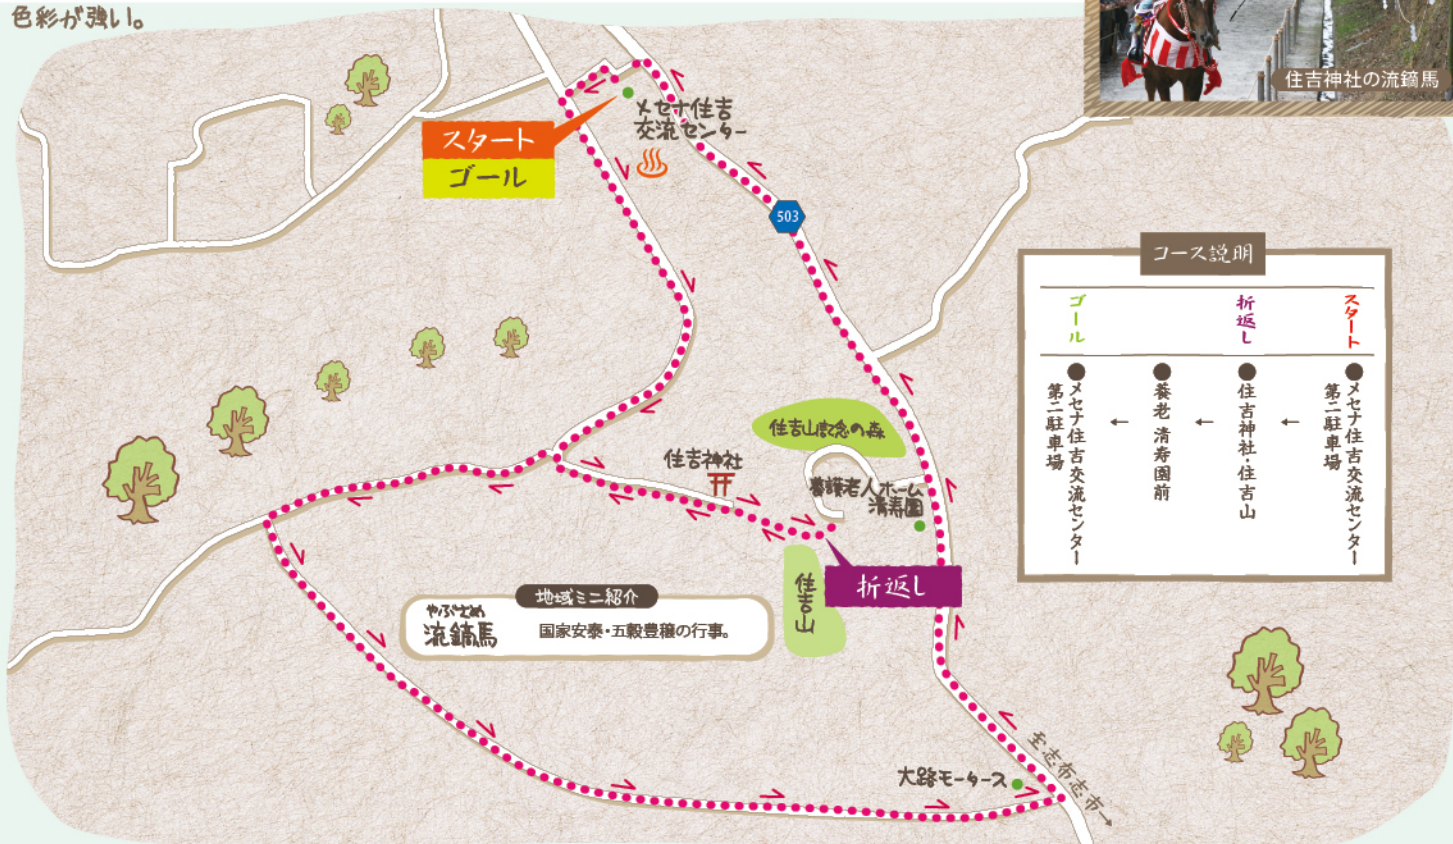 色彩が強い。
住吉神社の流鏑馬
メセナ住吉
交流センター
スタート
ゴール
503
コース説明
スタート
メセナ住吉交流センター
第二駐車場
←
折返し
住吉神社・住吉山
←
養老 清寿園前
←
ゴール
メセナ住吉交流センター
第二駐車場
住吉山記念の森
住吉神社
養護老人ホーム
清寿園
折返し
住吉山
地域ミニ紹介
やぶさめ
流鏑馬 国家安泰・五穀豊穣の行事。
大路モータース
至志布志市→